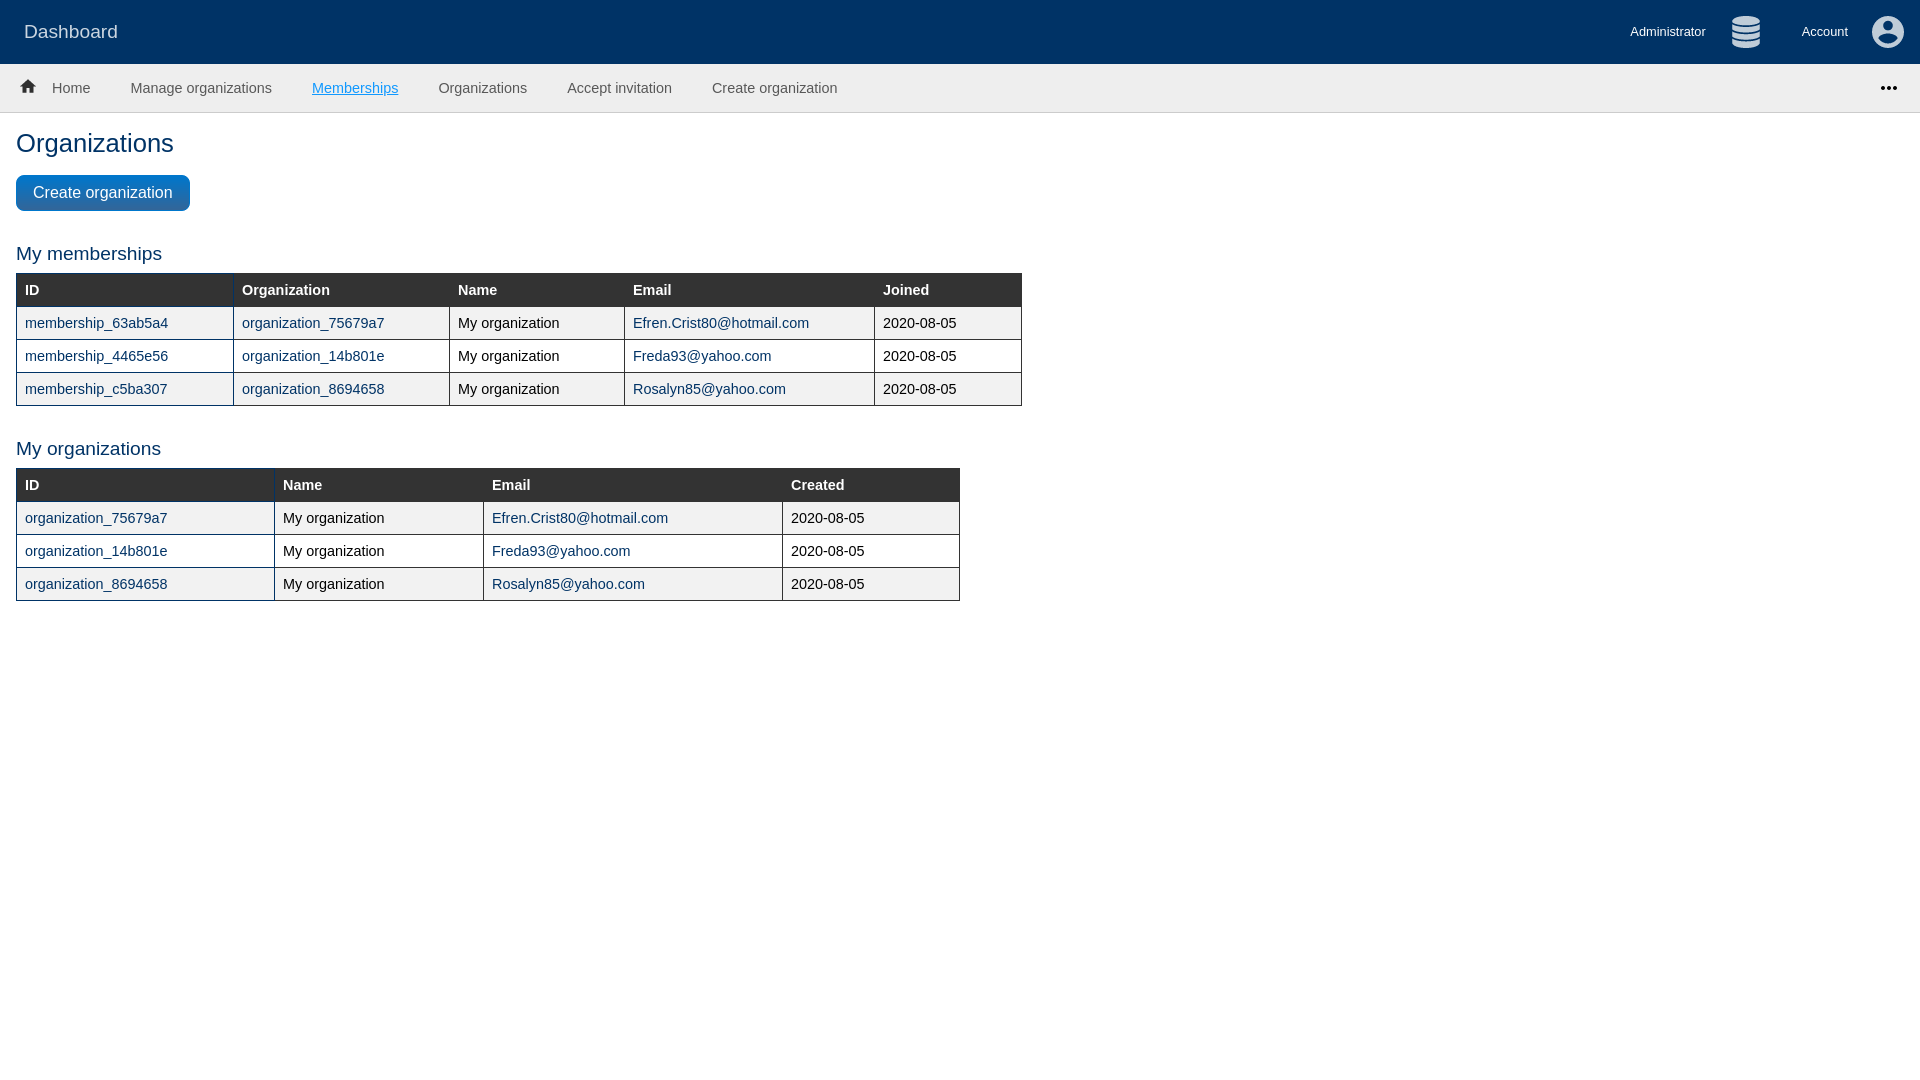 Dashboard Administrator Account
Home Manage organizations Memberships Organizations Accept invitation Create organization
Organizations
Create organization
My memberships
ID Organization Name Email Joined
membership_63ab5a4 organization_75679a7 My organization Efren.Crist80@hotmail.com 2020-08-05
membership_4465e56 organization_14b801e My organization Freda93@yahoo.com 2020-08-05
membership_c5ba307 organization_8694658 My organization Rosalyn85@yahoo.com 2020-08-05
My organizations
ID Name Email Created
organization_75679a7 My organization Efren.Crist80@hotmail.com 2020-08-05
organization_14b801e My organization Freda93@yahoo.com 2020-08-05
organization_8694658 My organization Rosalyn85@yahoo.com 2020-08-05